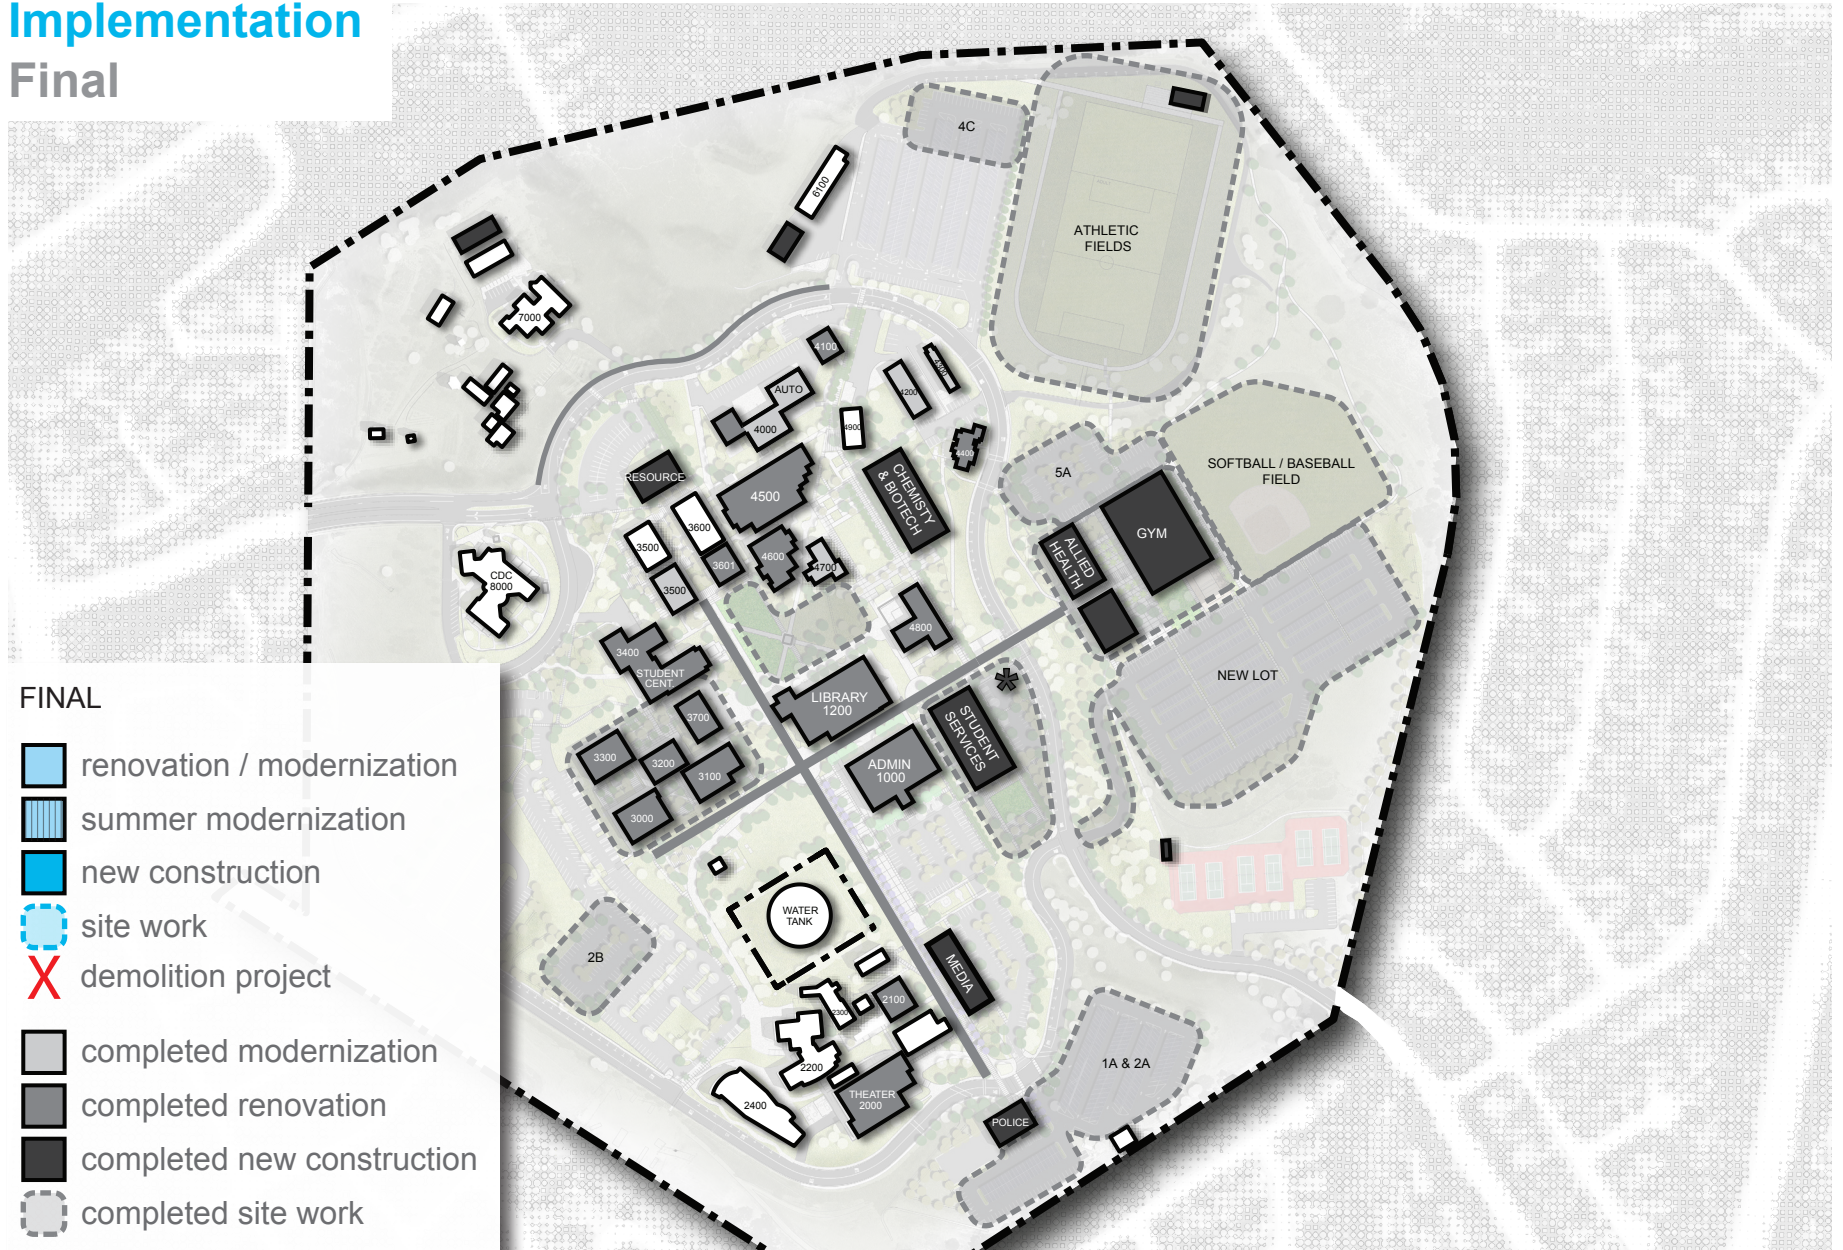 Implementation
Final
4C
6100
ATHLETIC
FIELDS
7000
4100
AUTO
4200
4300
4000
4900
4400
RESOURCE
4500
CHEMISTY
& BIOTECH
5A
SOFTBALL / BASEBALL
FIELD
3600
3500
3601
4600
4700
GYM
ALLIED
HEALTH
CDC
8000
3500
4800
3400
STUDENT
CENT.
LIBRARY
1200
*
NEW LOT
3700
STUDENT
SERVICES
3300
3200
3100
ADMIN
1000
3000
WATER
TANK
2B
MEDIA
2100
2300
2200
1A & 2A
2400
THEATER
2000
POLICE
FINAL
renovation / modernization
summer modernization
new construction
site work
X demolition project
completed modernization
completed renovation
completed new construction
completed site work